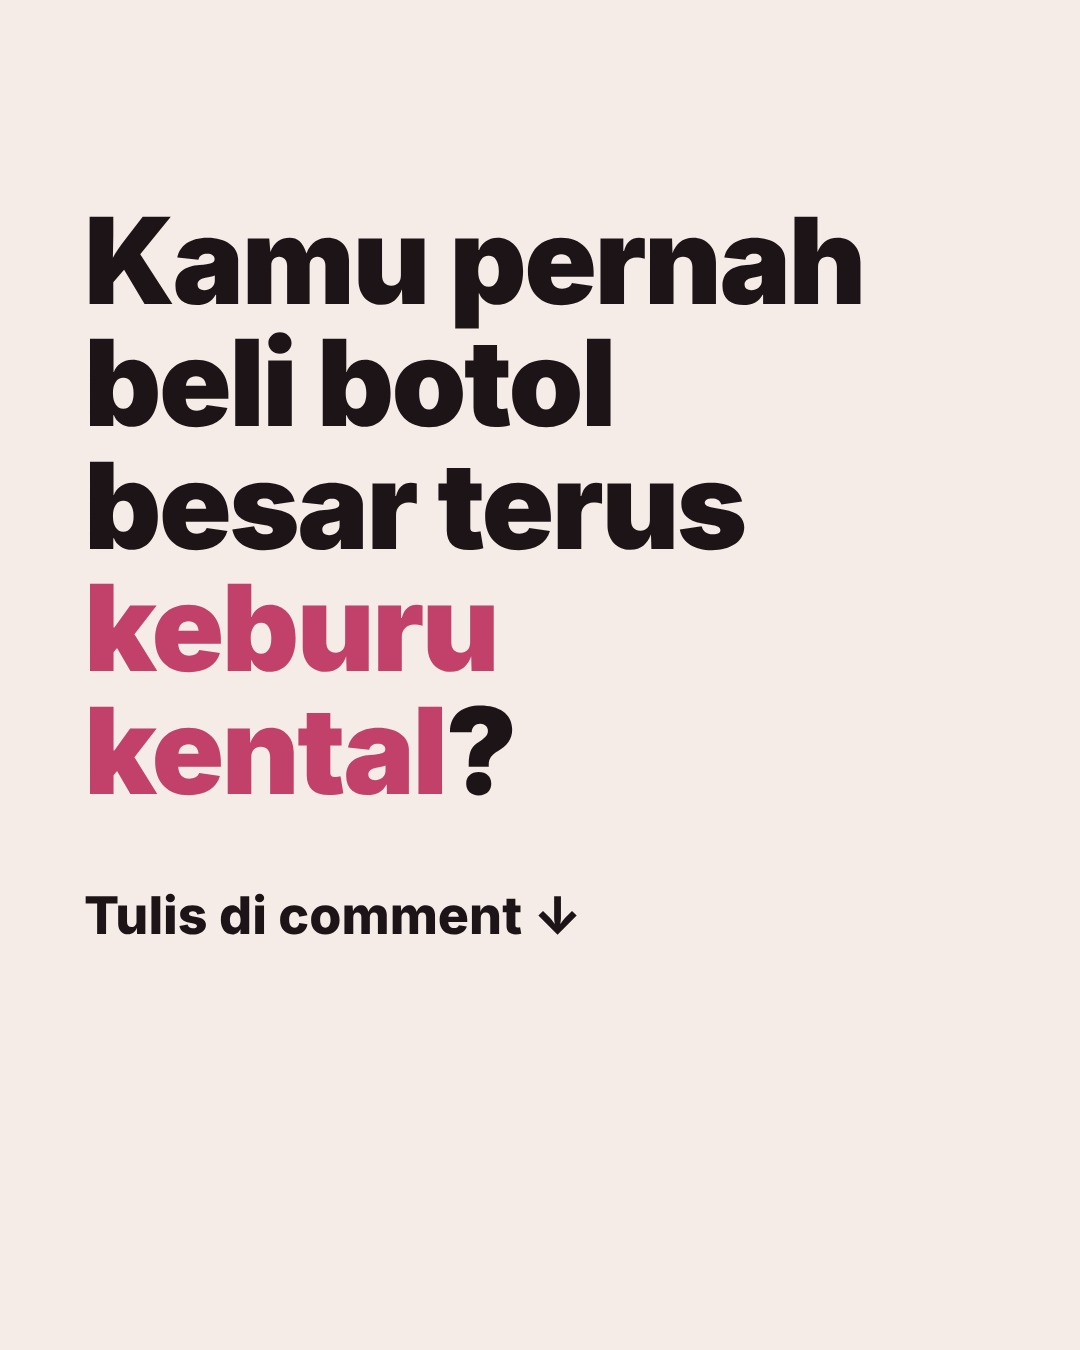 Kamu pernah
beli botol
besar terus
keburu
kental?
Tulis di comment ↓